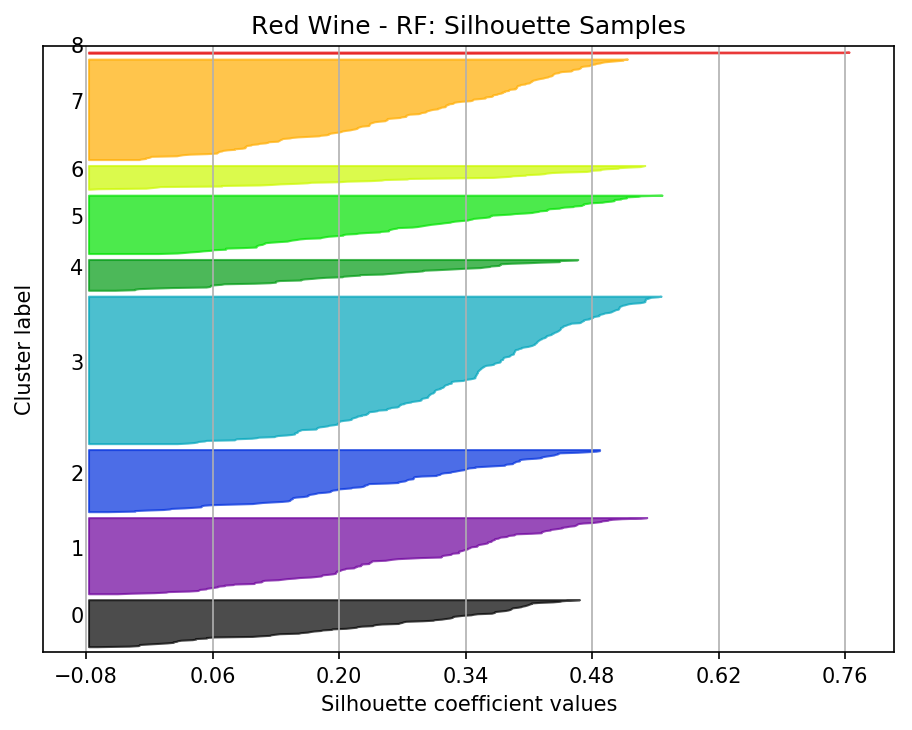 Red Wine - RF: Silhouette Samples
8
7
6
5
4
3
2
1
0
Cluster label
−0.08 0.06 0.20 0.34 0.48 0.62 0.76
Silhouette coefficient values